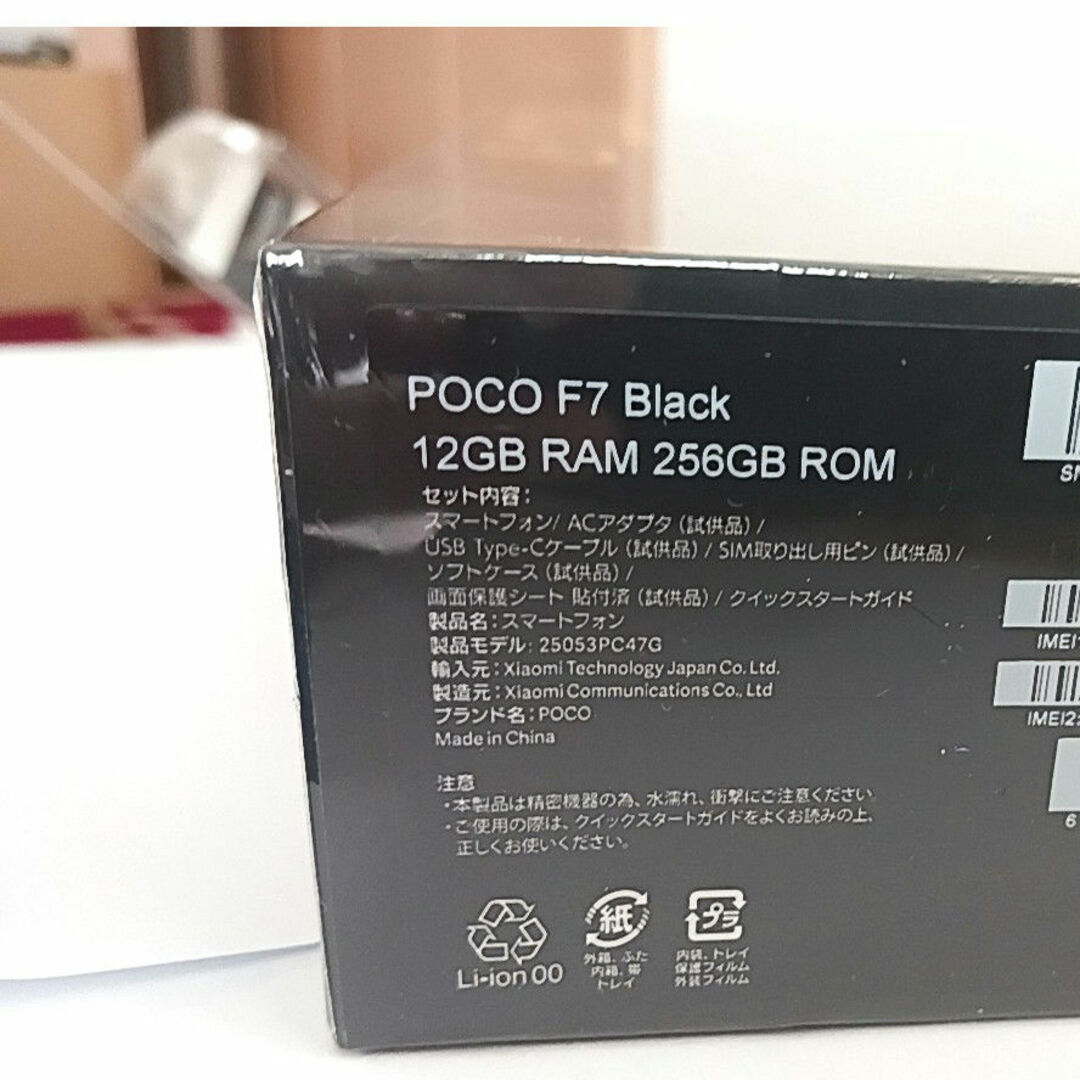 POCO F7 Black
12GB RAM 256GB ROM
セット内容：
スマートフォン/ ACアダプタ（試供品）/
USB Type-Cケーブル（試供品）/ SIM取り出し用ピン（試供品）/
ソフトケース（試供品）/
画面保護シート 貼付済（試供品）/ クイックスタートガイド
製品名：スマートフォン
製品モデル: 25053PC47G
輸入元：Xiaomi Technology Japan Co. Ltd.
製造元：Xiaomi Communications Co., Ltd
ブランド名：POCO
Made in China
注意
・本製品は精密機器の為、水濡れ、衝撃にご注意ください
・ご使用の際は、クイックスタートガイドをよくお読みの上、
正しくお使いください。
Li-ion 00
紙
外箱、ふた
内箱、帯
トレイ
プラ
内袋、トレイ
保護フィルム
外装フィルム
IMEI1
IMEI2:
6